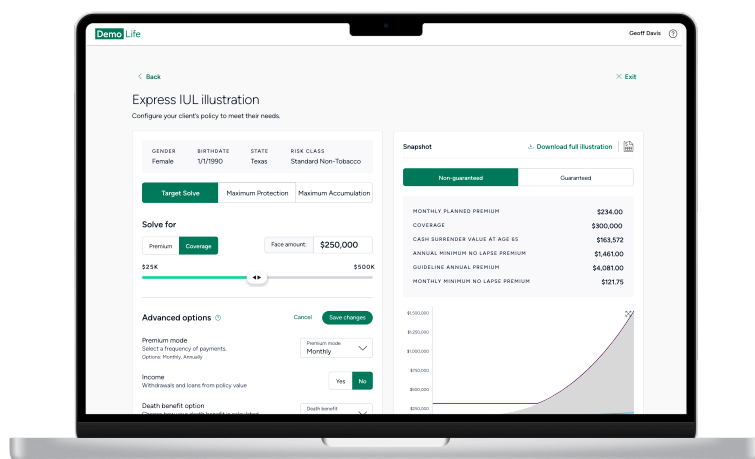 Demo Life
Geoff Davis
Back
Exit
Express IUL illustration
Configure your client's policy to meet their needs.
GENDER BIRTHDATE STATE RISK CLASS
Female 1/1/1990 Texas Standard Non-Tobacco
Target Solve Maximum Protection Maximum Accumulation
Solve for
Premium Coverage Face amount: $250,000
$25K $500K
Advanced options Cancel Save changes
Premium mode
Select a frequency of payments.
Options: Monthly, Annually
Premium mode
Monthly
Income
Withdrawals and loans from policy value
Yes No
Death benefit option
Death benefit
Snapshot Download full illustration
Non-guaranteed Guaranteed
MONTHLY PLANNED PREMIUM $234.00
COVERAGE $300,000
CASH SURRENDER VALUE AT AGE 65 $163,572
ANNUAL MINIMUM NO LAPSE PREMIUM $1,461.00
GUIDELINE ANNUAL PREMIUM $4,081.00
MONTHLY MINIMUM NO LAPSE PREMIUM $121.75
$1,500,000
$1,250,000
$1,000,000
$750,000
$500,000
$250,000